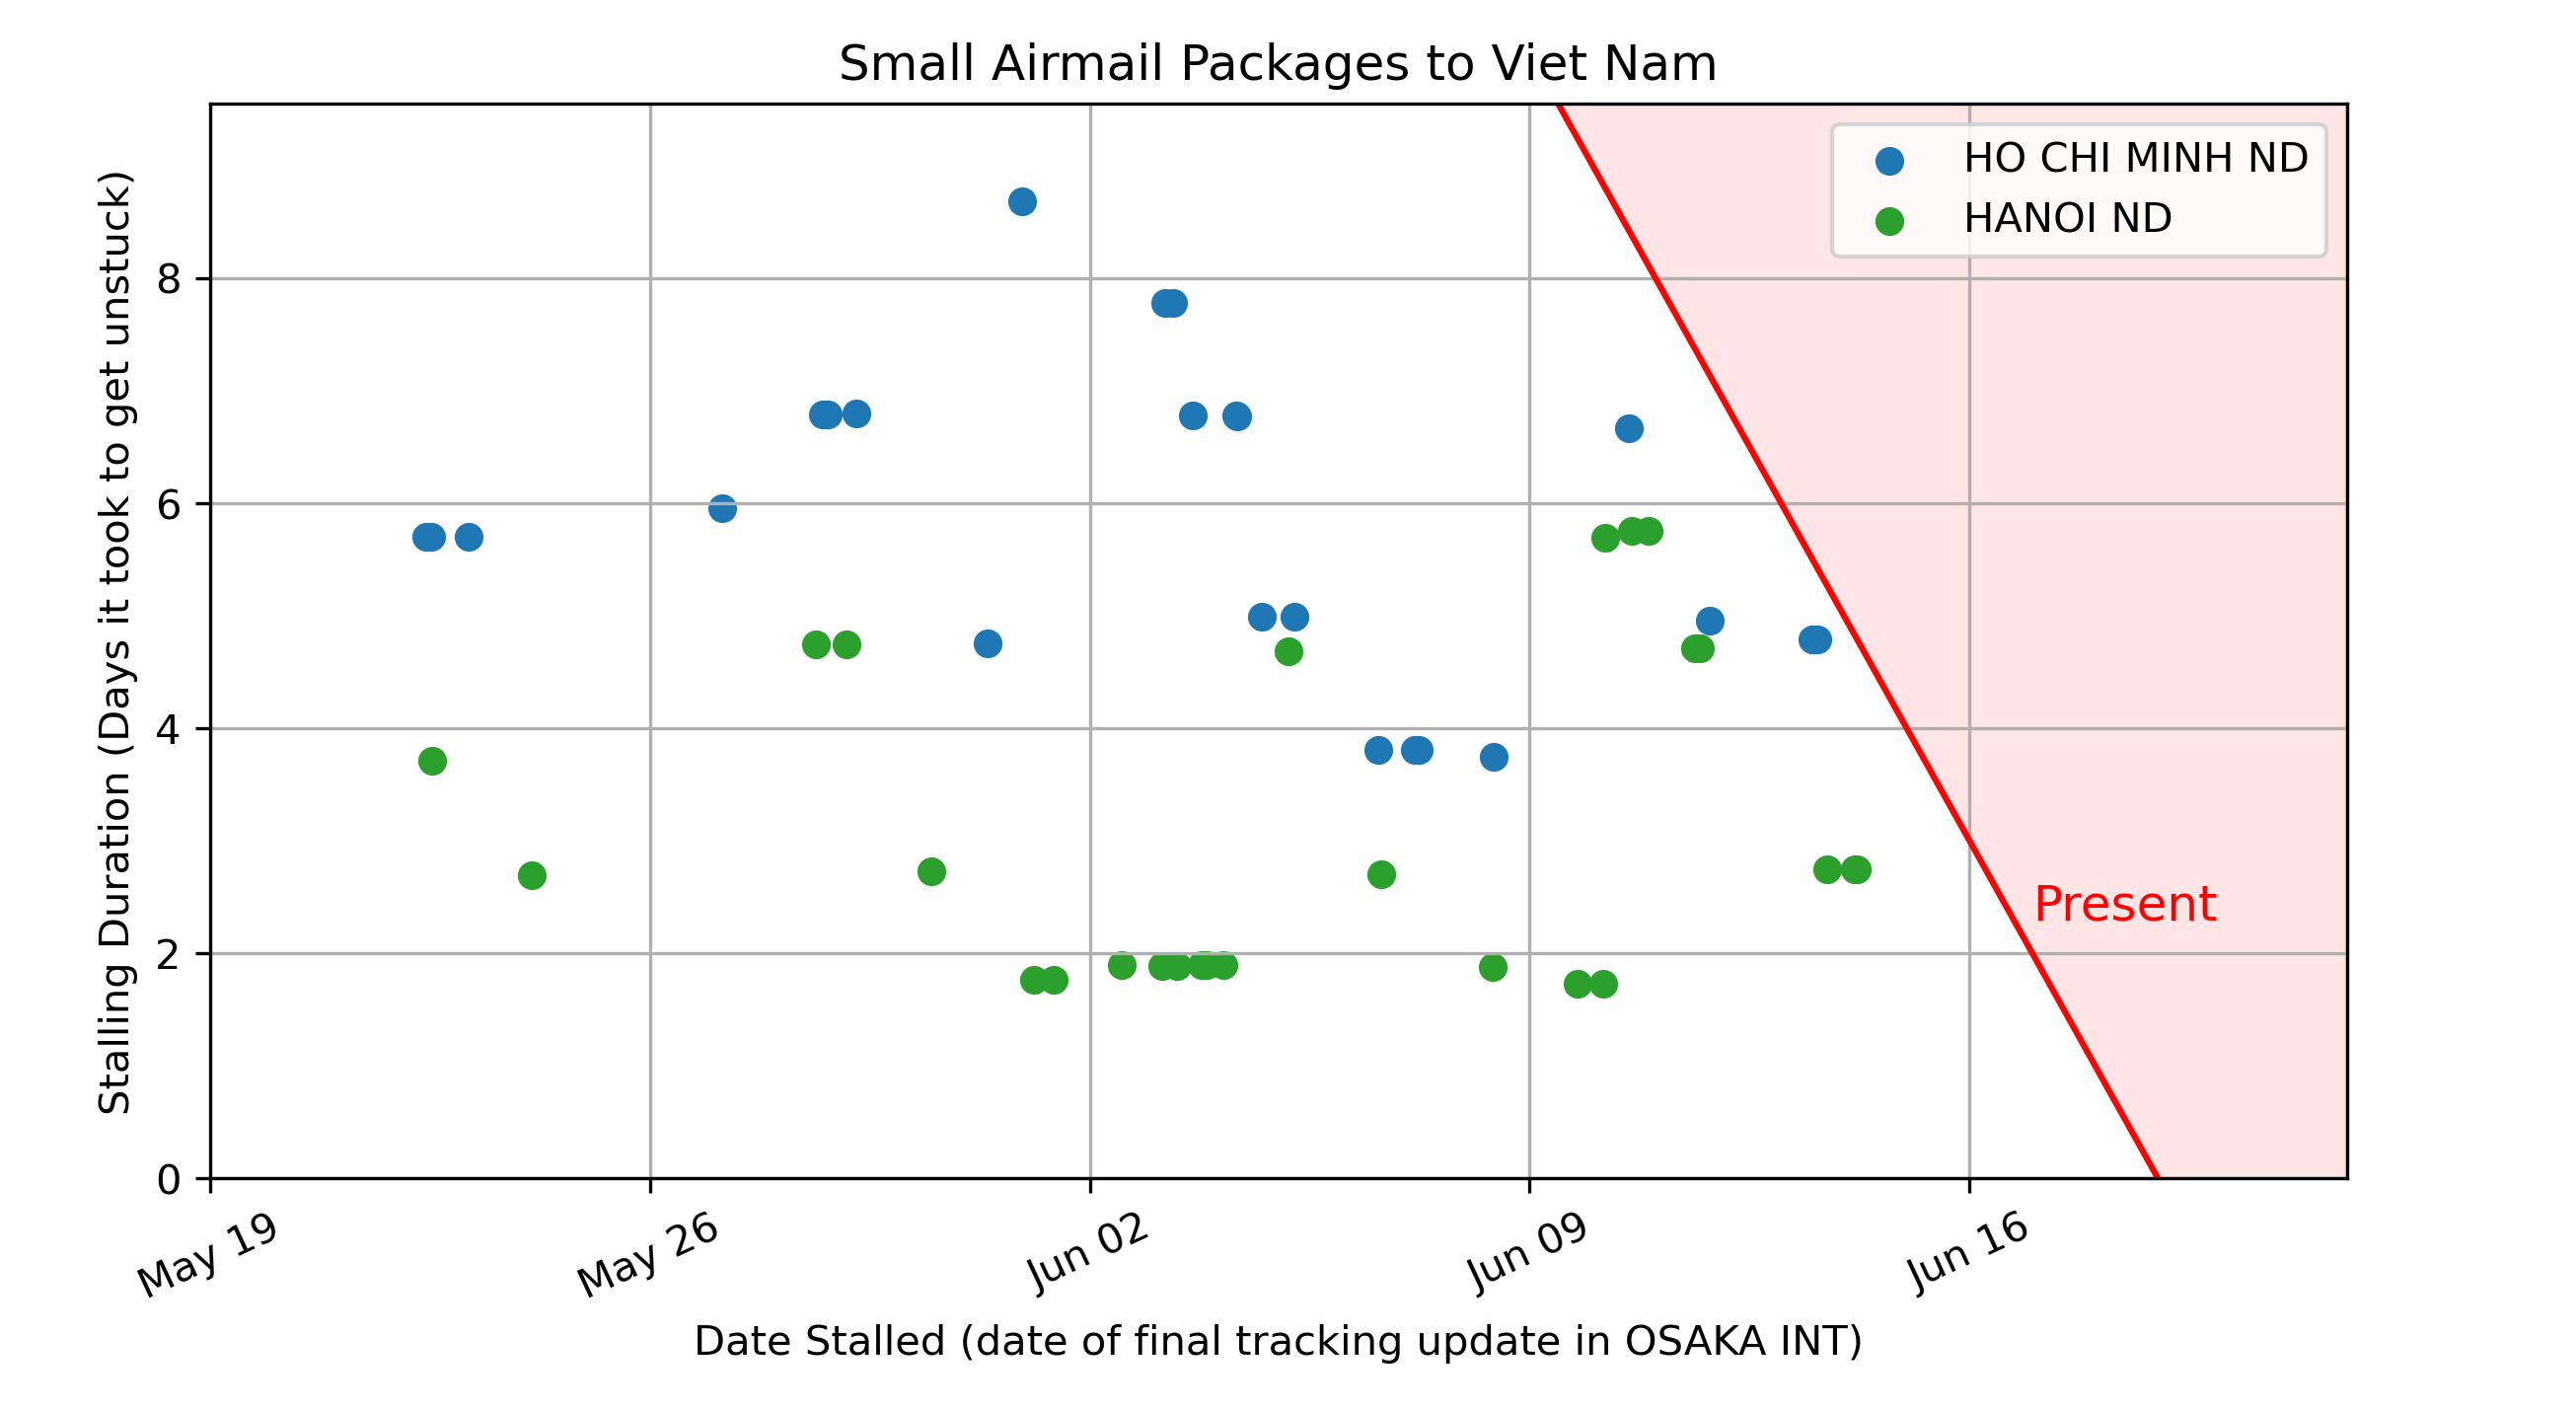 Small Airmail Packages to Viet Nam
HO CHI MINH ND
HANOI ND
Stalling Duration (Days it took to get unstuck)
8
6
4
2
0
Present
May 19
May 26
Jun 02
Jun 09
Jun 16
Date Stalled (date of final tracking update in OSAKA INT)